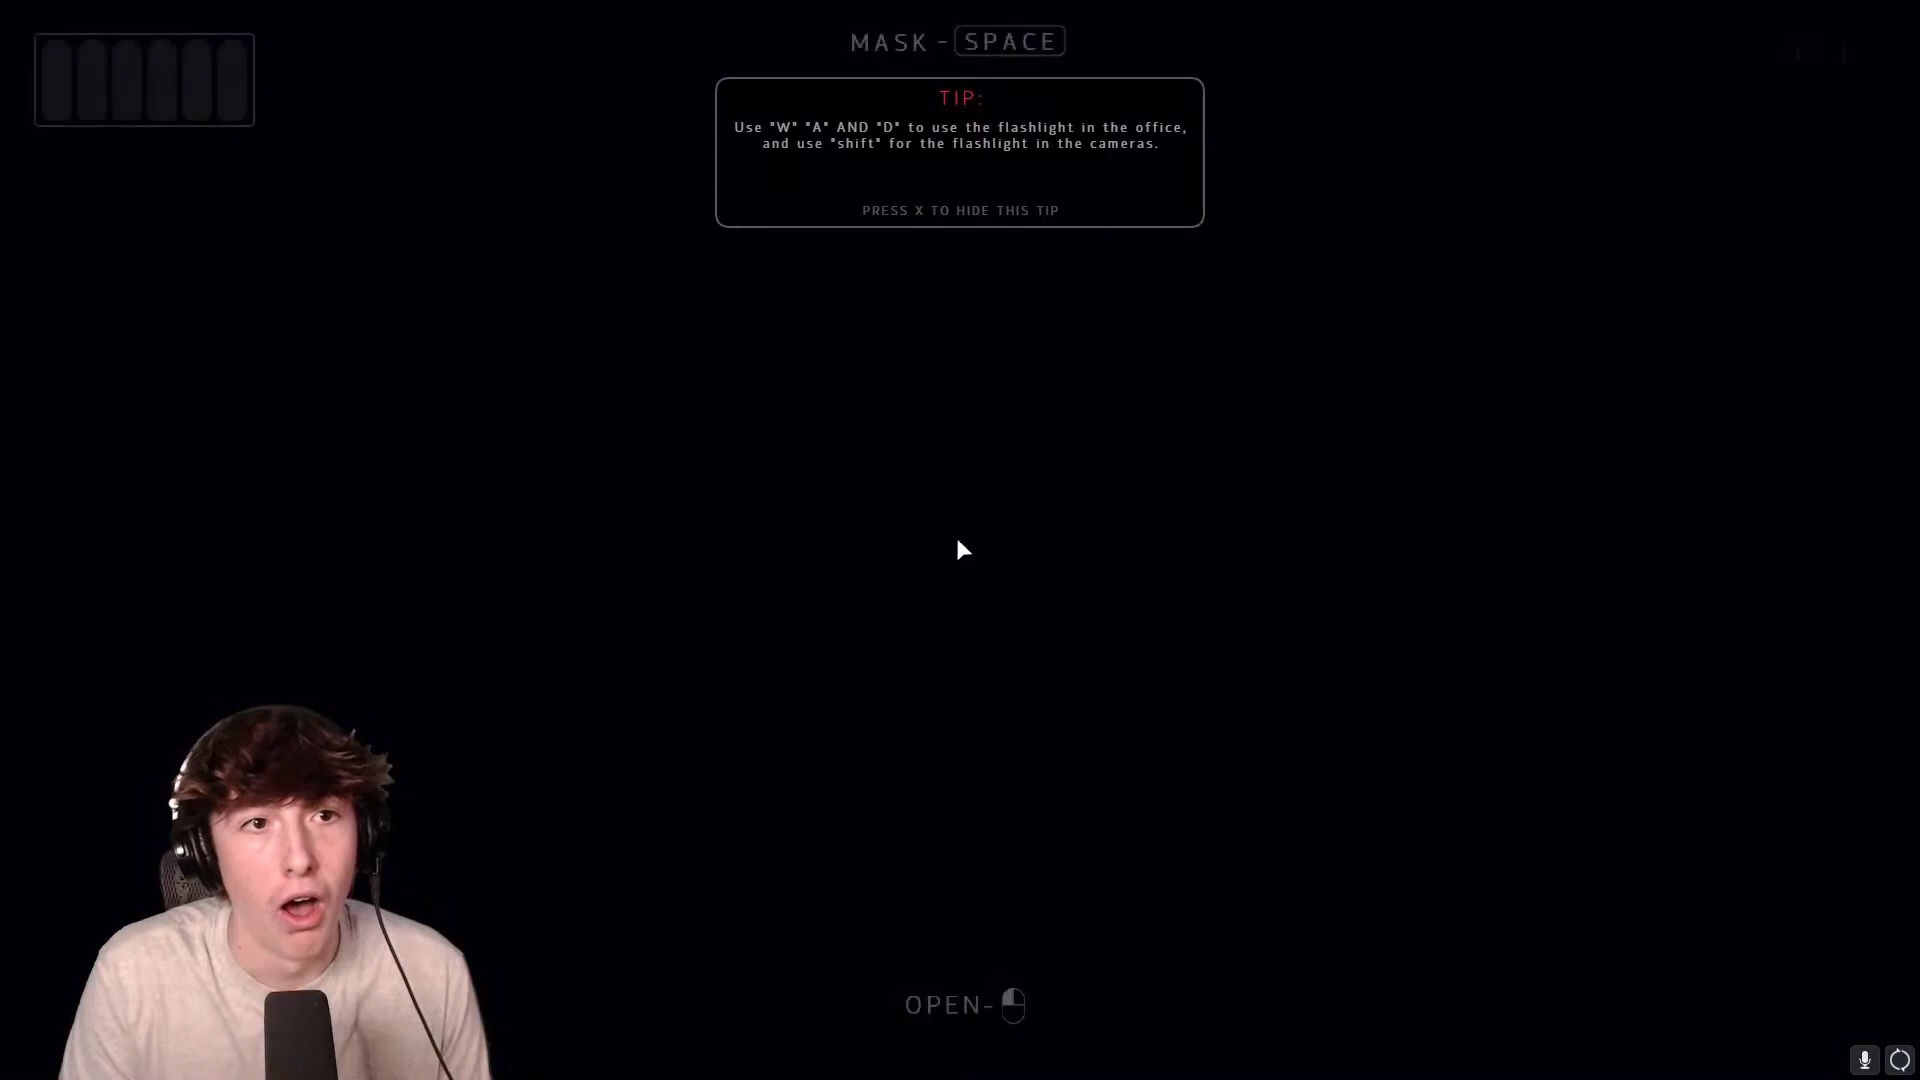 MASK - SPACE
TIP:
Use "W" "A" AND "D" to use the flashlight in the office,
and use "shift" for the flashlight in the cameras.
PRESS X TO HIDE THIS TIP
OPEN-